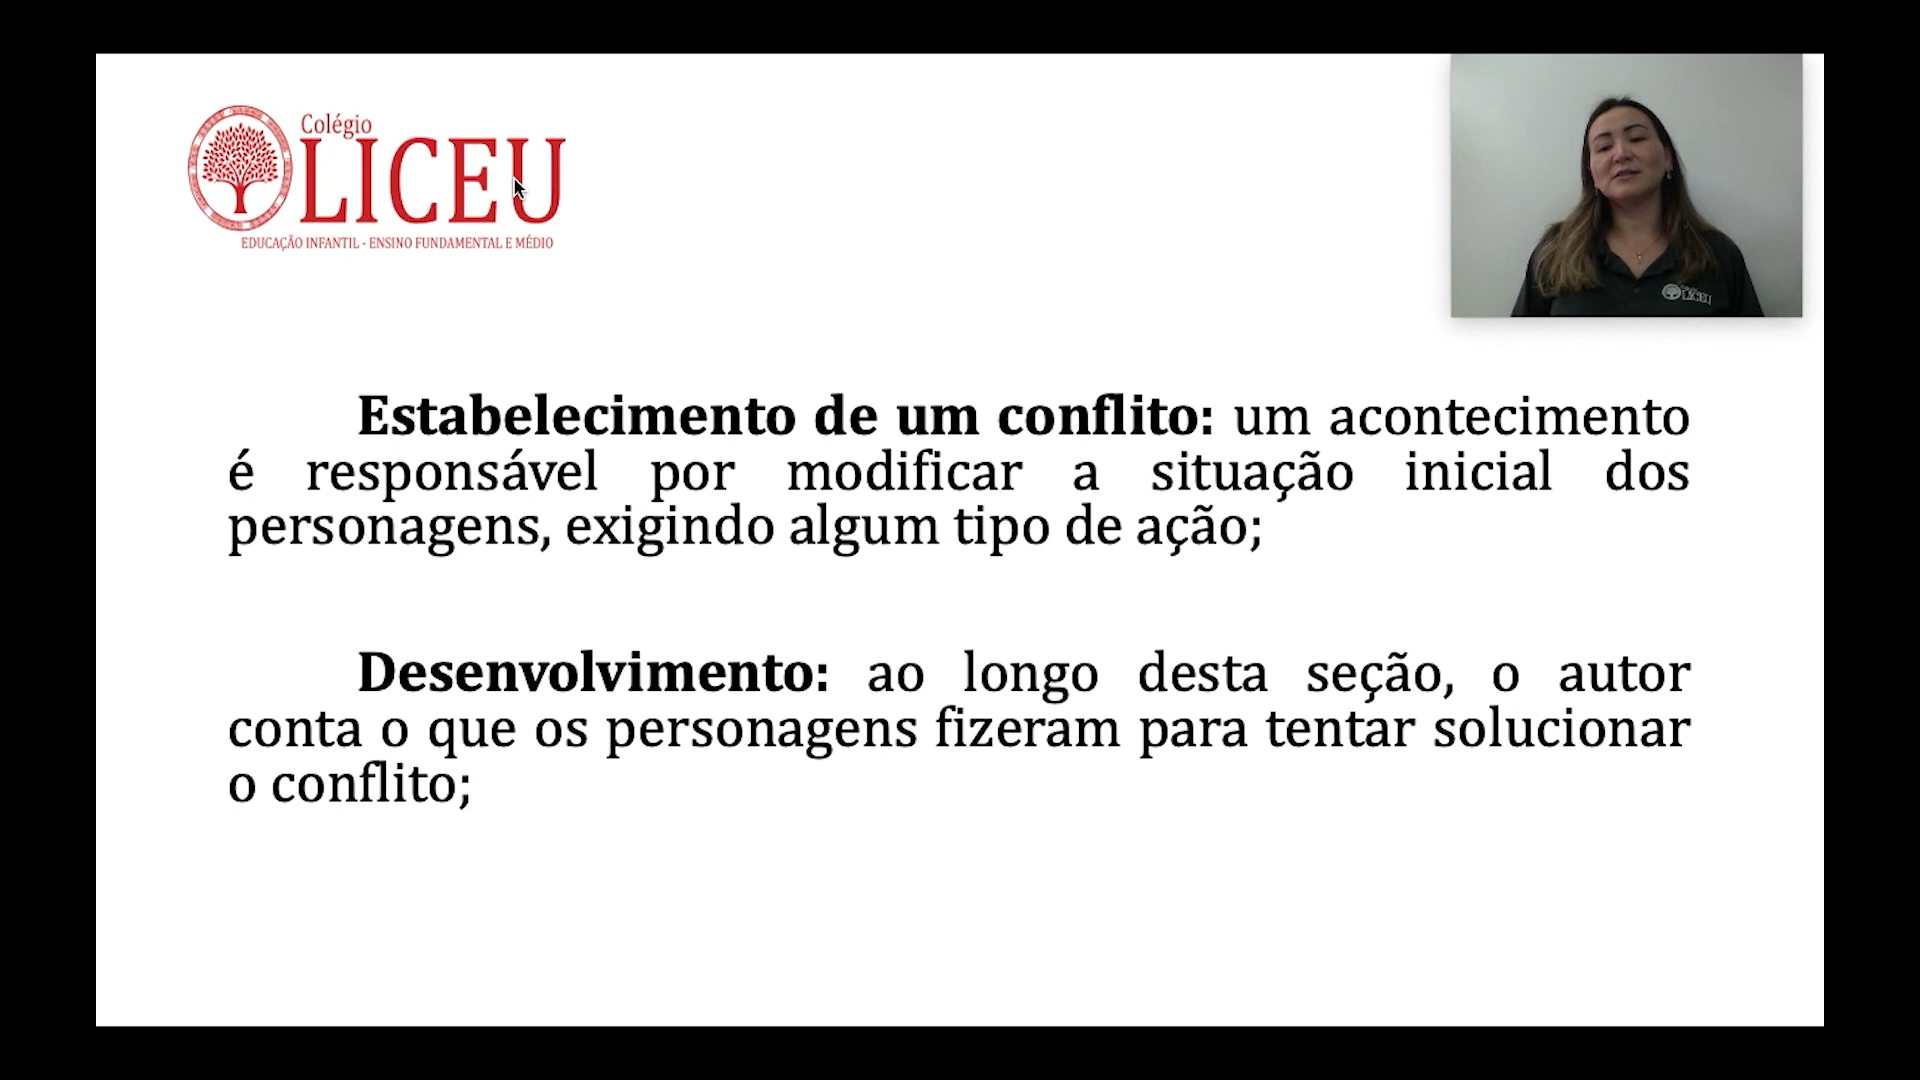 Colégio
LICEU
EDUCAÇÃO INFANTIL - ENSINO FUNDAMENTAL E MÉDIO
LICEU
Estabelecimento de um conflito: um acontecimento
é responsável por modificar a situação inicial dos
personagens, exigindo algum tipo de ação;
Desenvolvimento: ao longo desta seção, o autor
conta o que os personagens fizeram para tentar solucionar
o conflito;